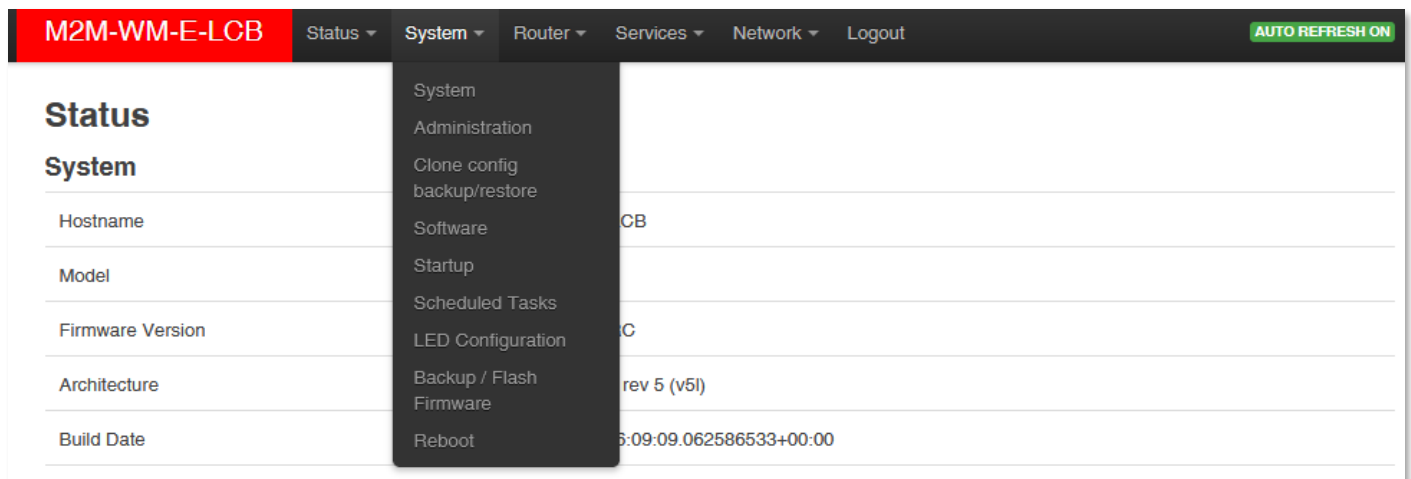 M2M-WM-E-LCB Status System Router Services Network Logout AUTO REFRESH ON
Status
System
System
Administration
Clone config
backup/restore
Software
Startup
Scheduled Tasks
LED Configuration
Backup / Flash
Firmware
Reboot
Hostname CB
Model
Firmware Version C
Architecture rev 5 (v5l)
Build Date 6:09:09.062586533+00:00